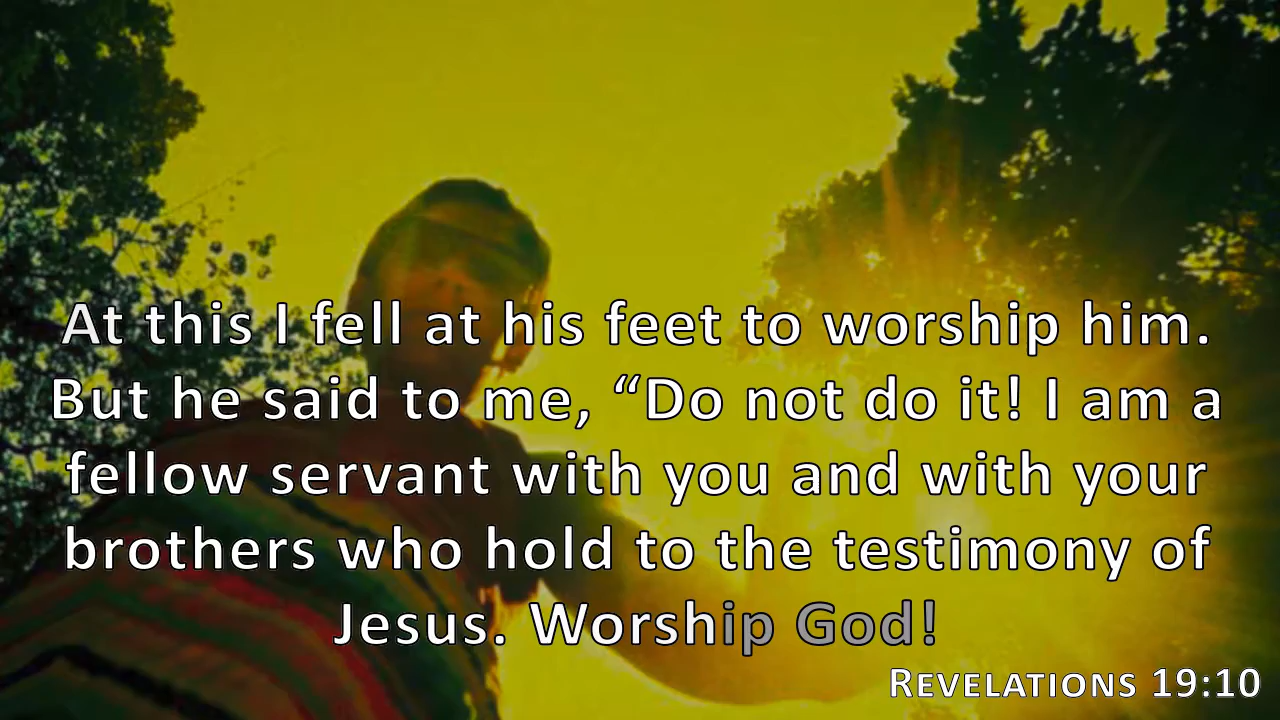 At this I fell at his feet to worship him.
But he said to me, “Do not do it! I am a
fellow servant with you and with your
brothers who hold to the testimony of
Jesus. Worship God!
Revelations 19:10